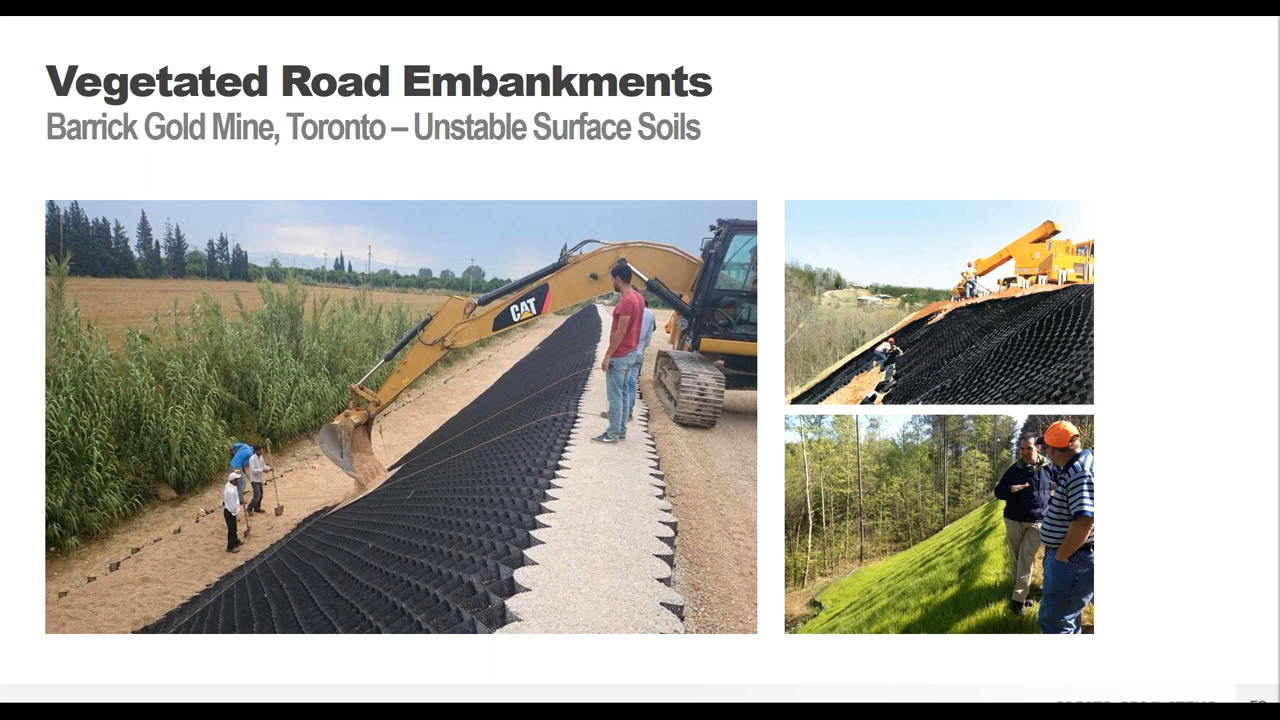 Vegetated Road Embankments
Barrick Gold Mine, Toronto – Unstable Surface Soils
CAT